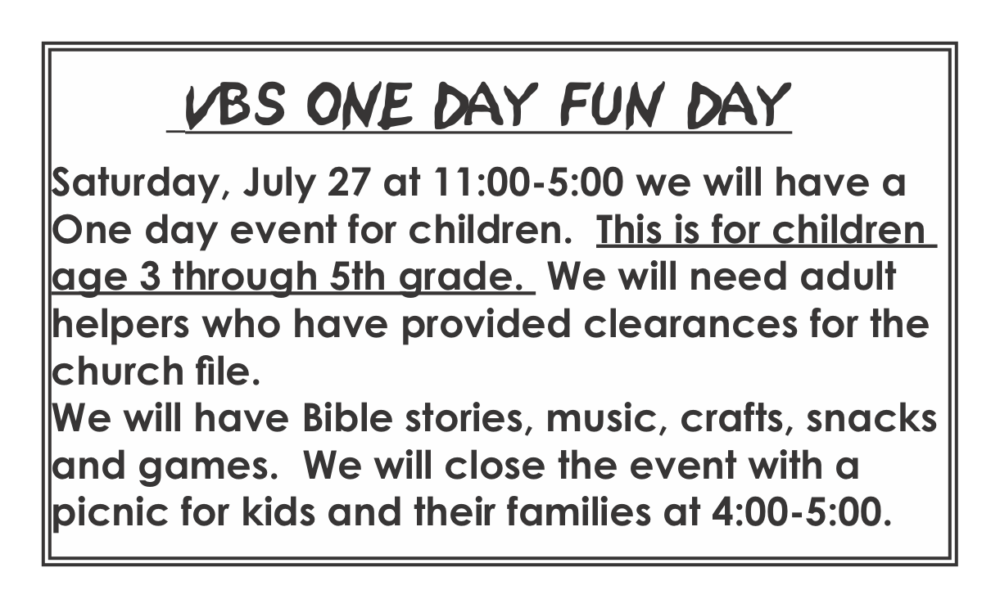 VBS ONE DAY FUN DAY
Saturday, July 27 at 11:00-5:00 we will have a
One day event for children.  This is for children
age 3 through 5th grade.  We will need adult
helpers who have provided clearances for the
church file.
We will have Bible stories, music, crafts, snacks
and games.  We will close the event with a
picnic for kids and their families at 4:00-5:00.